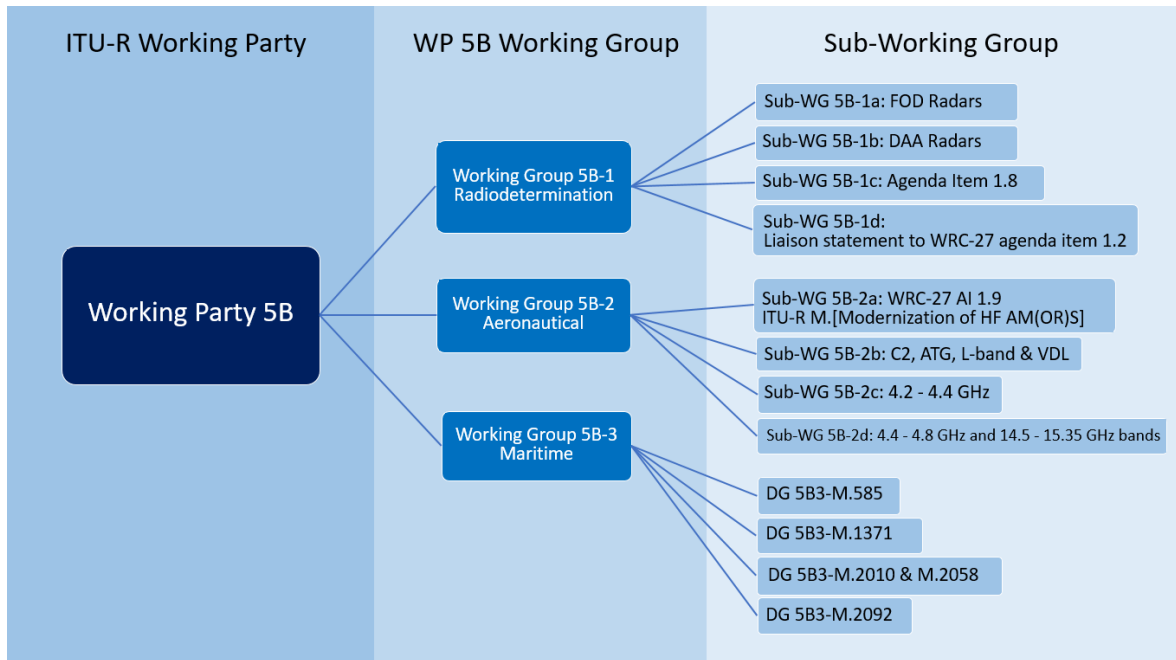 ITU-R Working Party
WP 5B Working Group
Sub-Working Group
Working Party 5B
Working Group 5B-1
Radiodetermination
Sub-WG 5B-1a: FOD Radars
Sub-WG 5B-1b: DAA Radars
Sub-WG 5B-1c: Agenda Item 1.8
Sub-WG 5B-1d:
Liaison statement to WRC-27 agenda item 1.2
Working Group 5B-2
Aeronautical
Sub-WG 5B-2a: WRC-27 AI 1.9
ITU-R M.[Modernization of HF AM(OR)S]
Sub-WG 5B-2b: C2, ATG, L-band & VDL
Sub-WG 5B-2c: 4.2 - 4.4 GHz
Sub-WG 5B-2d: 4.4 - 4.8 GHz and 14.5 - 15.35 GHz bands
Working Group 5B-3
Maritime
DG 5B3-M.585
DG 5B3-M.1371
DG 5B3-M.2010 & M.2058
DG 5B3-M.2092